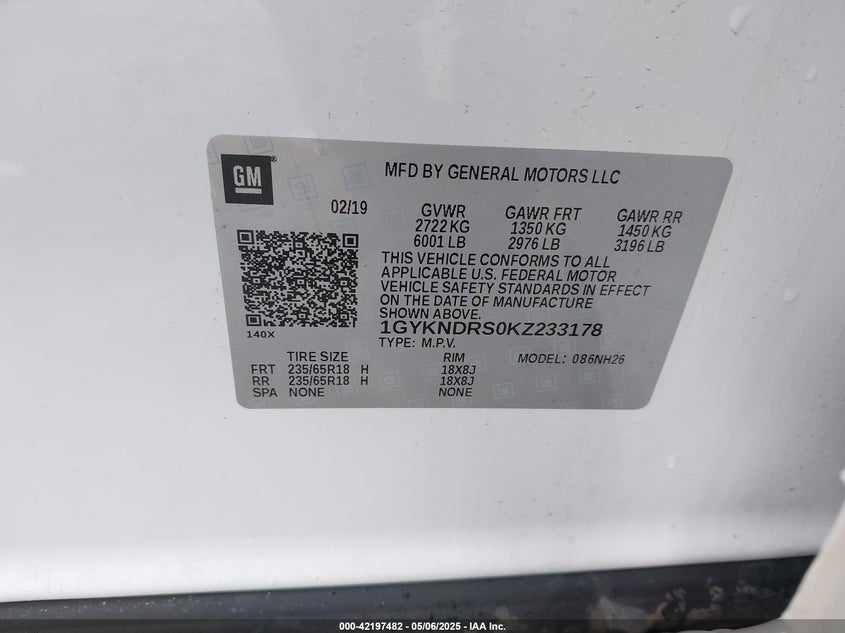 GM
MFD BY GENERAL MOTORS LLC
02/19
GVWR GAWR FRT GAWR RR
2722 KG 1350 KG 1450 KG
6001 LB 2976 LB 3196 LB
THIS VEHICLE CONFORMS TO ALL
APPLICABLE U.S. FEDERAL MOTOR
VEHICLE SAFETY STANDARDS IN EFFECT
ON THE DATE OF MANUFACTURE
SHOWN ABOVE.
140X
1GYKNDRS0KZ233178
TYPE: M.P.V.
TIRE SIZE RIM MODEL: 086NH26
FRT 235/65R18 H 18X8J
RR 235/65R18 H 18X8J
SPA NONE NONE
000-42197482 - 05/06/2025 - IAA Inc.